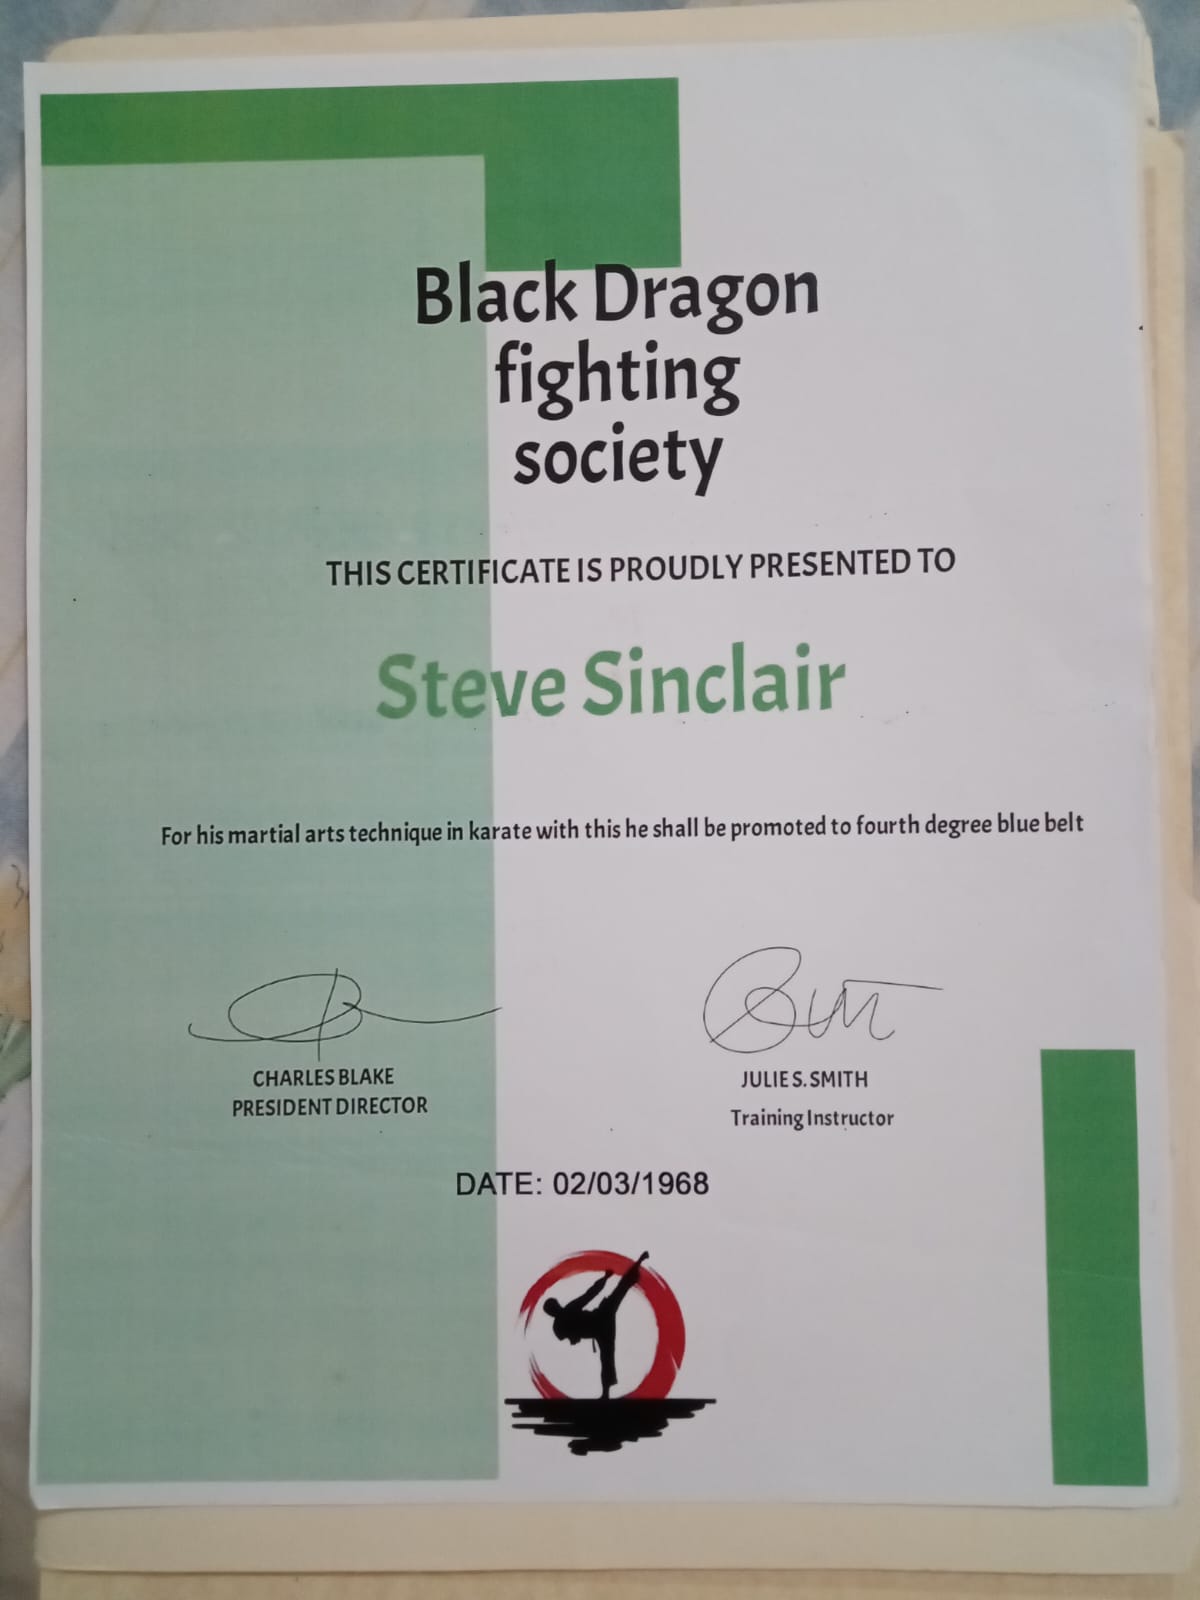 Black Dragon
fighting
society
THIS CERTIFICATE IS PROUDLY PRESENTED TO
Steve Sinclair
For his martial arts technique in karate with this he shall be promoted to fourth degree blue belt
CHARLES BLAKE
PRESIDENT DIRECTOR
JULIE S. SMITH
Training Instructor
DATE: 02/03/1968